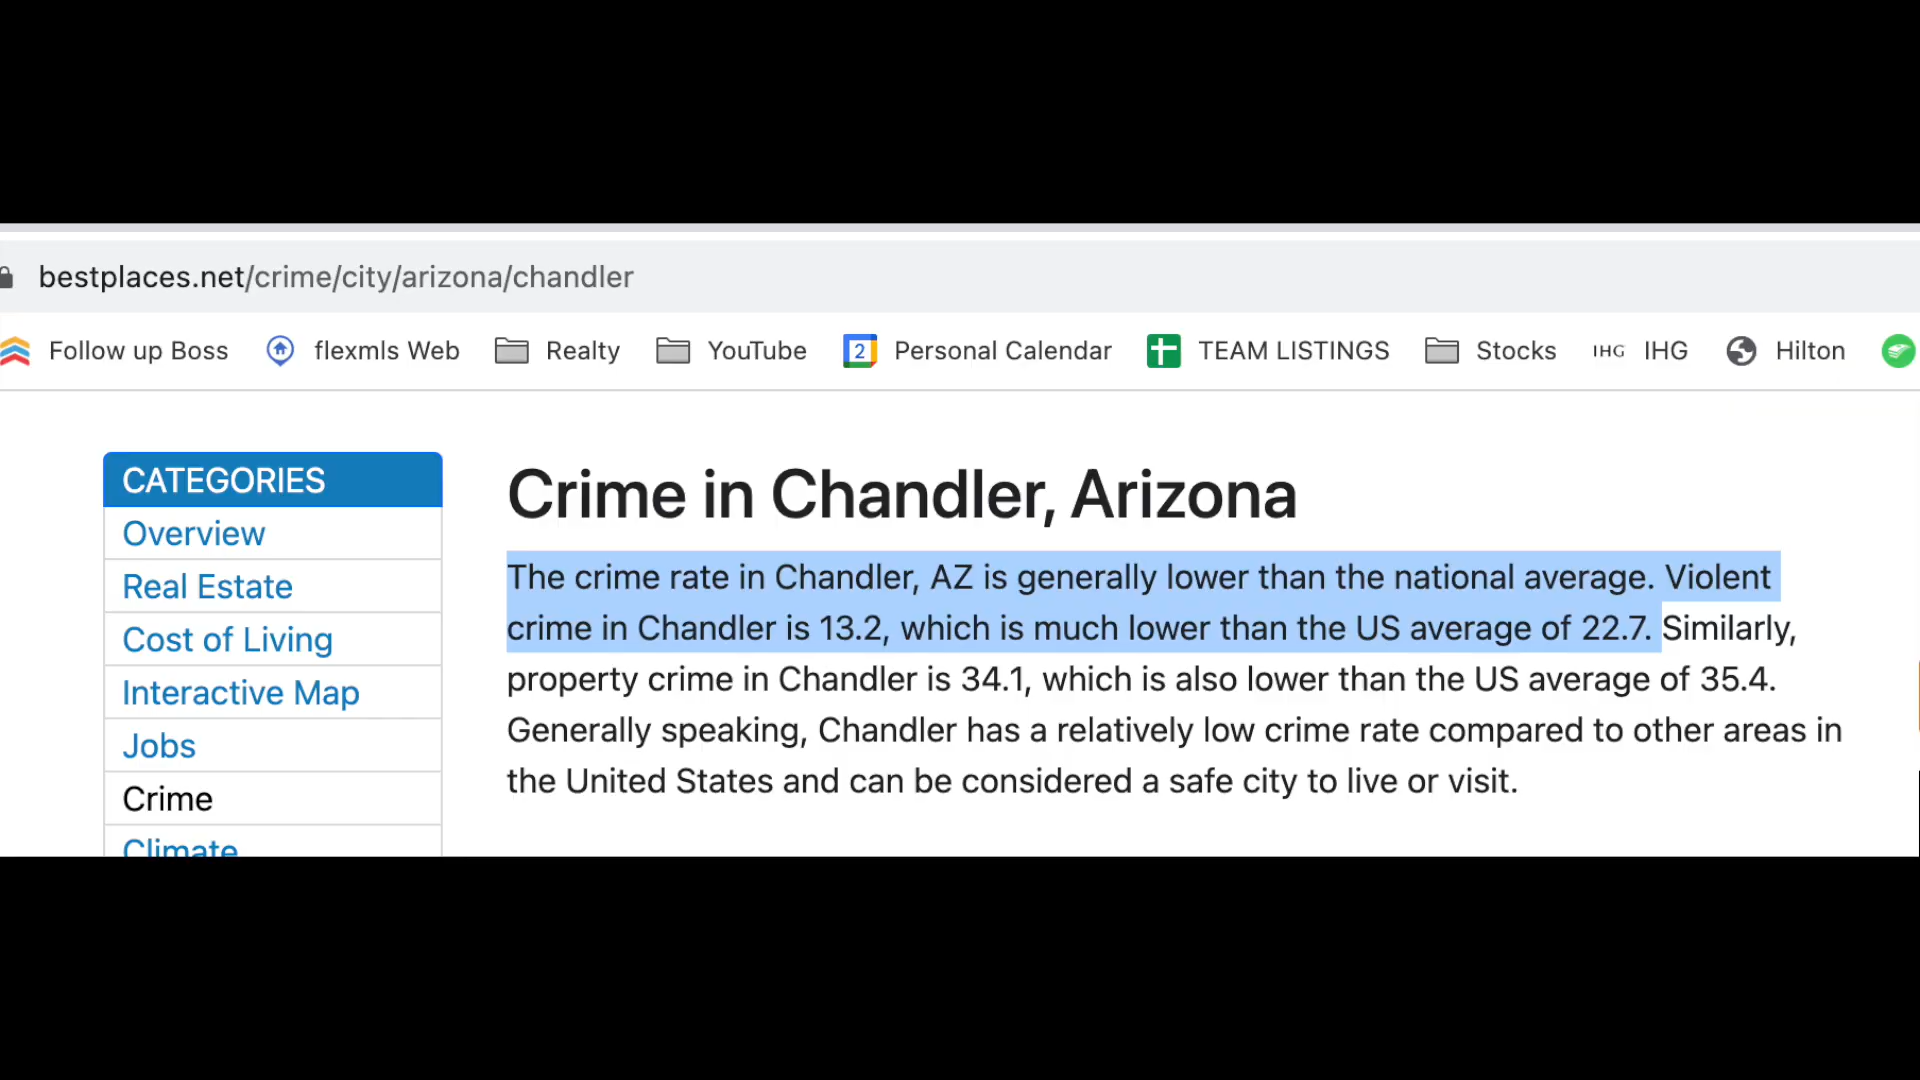 bestplaces.net/crime/city/arizona/chandler
Follow up Boss flexmls Web Realty YouTube 2 Personal Calendar TEAM LISTINGS Stocks IHG IHG Hilton
CATEGORIES
Overview
Real Estate
Cost of Living
Interactive Map
Jobs
Crime
Climate
Crime in Chandler, Arizona
The crime rate in Chandler, AZ is generally lower than the national average. Violent
crime in Chandler is 13.2, which is much lower than the US average of 22.7. Similarly,
property crime in Chandler is 34.1, which is also lower than the US average of 35.4.
Generally speaking, Chandler has a relatively low crime rate compared to other areas in
the United States and can be considered a safe city to live or visit.